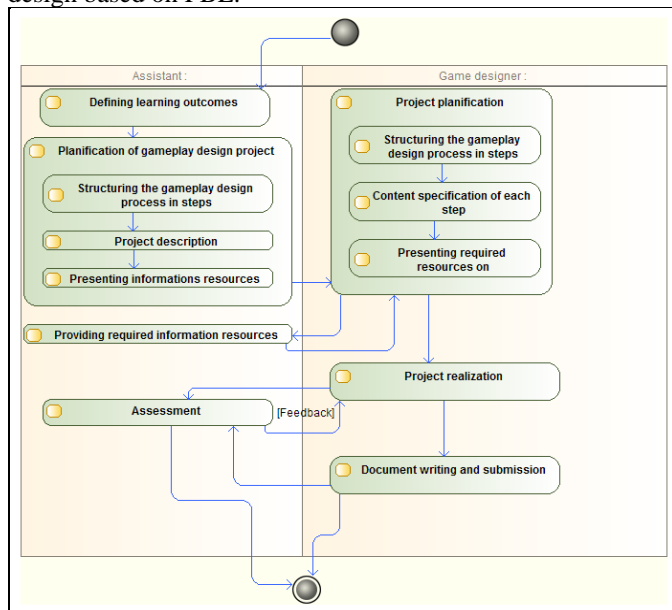 design based on PBL.
Assistant :
Game designer :
Defining learning outcomes
Planification of gameplay design project
Structuring the gameplay design
process in steps
Project description
Presenting informations resources
Providing required information resources
Assessment
[Feedback]
Project planification
Structuring the gameplay
design process in steps
Content specification of each
step
Presenting required
resources on
Project realization
Document writing and submission